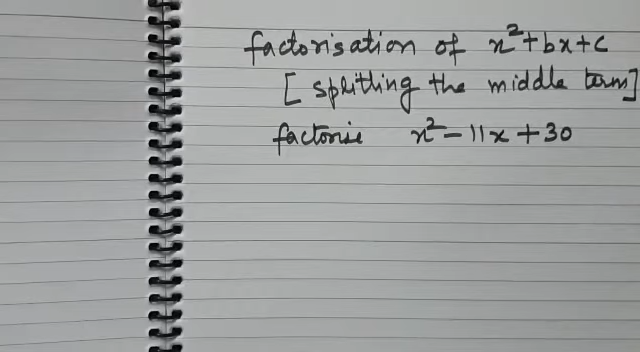 factorisation of x²+bx+c
[ splitting the middle term]
factorise x²-11x+30